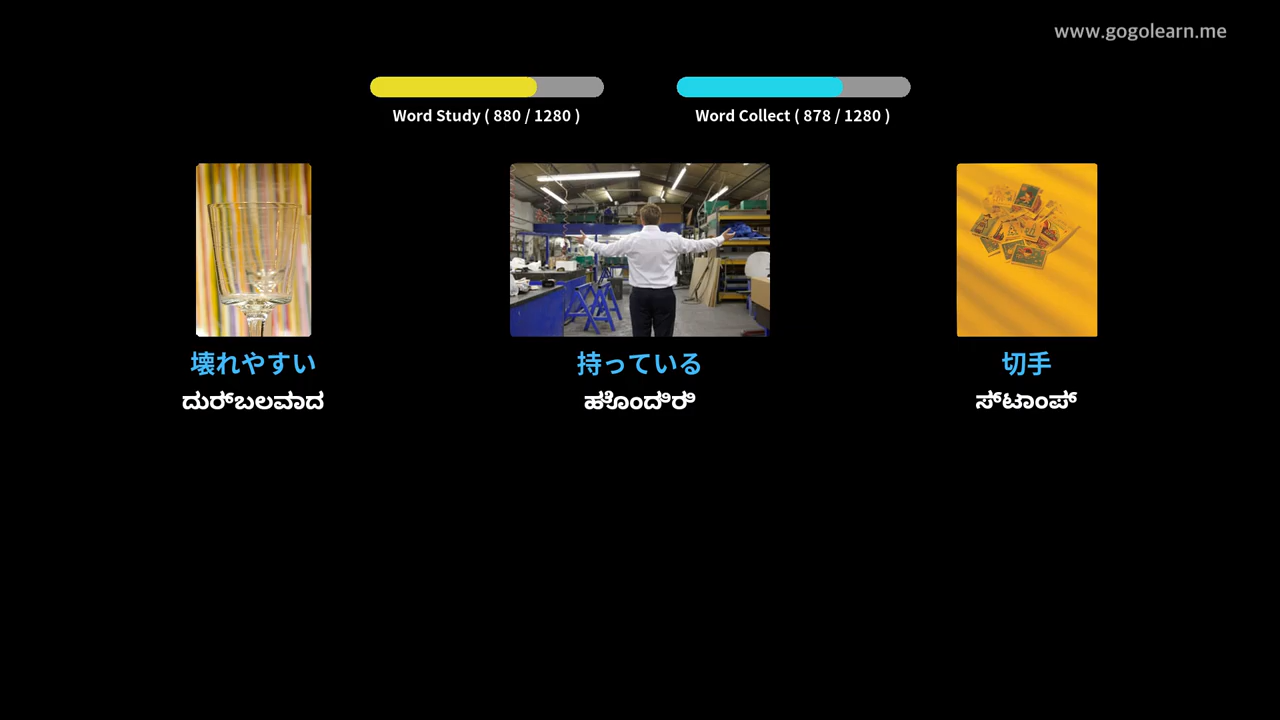 www.gogolearn.me
Word Study ( 880 / 1280 )
Word Collect ( 878 / 1280 )
壊れやすい
持っている
切手
ದುರ್ಬಲವಾದ
ಹೊಂದಿರಿ
ಸ್ಟಾಂಪ್